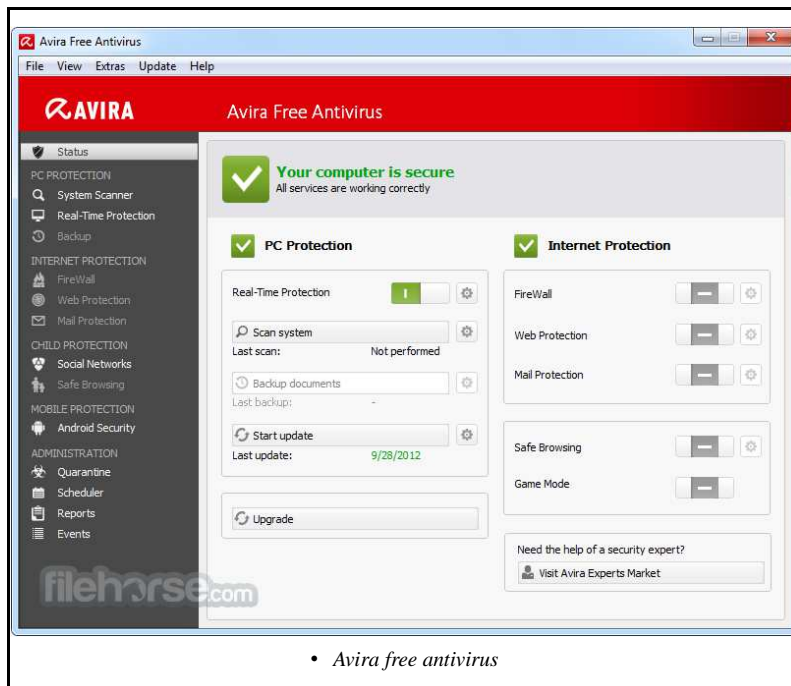 Avira Free Antivirus
File View Extras Update Help
AVIRA Avira Free Antivirus
Status
PC PROTECTION
System Scanner
Real-Time Protection
Backup
INTERNET PROTECTION
FireWall
Web Protection
Mail Protection
CHILD PROTECTION
Social Networks
Safe Browsing
MOBILE PROTECTION
Android Security
ADMINISTRATION
Quarantine
Scheduler
Reports
Events
Your computer is secure
All services are working correctly
PC Protection
Real-Time Protection
Scan system
Last scan: Not performed
Backup documents
Last backup: -
Start update
Last update: 9/28/2012
Upgrade
Internet Protection
FireWall
Web Protection
Mail Protection
Safe Browsing
Game Mode
Need the help of a security expert?
Visit Avira Experts Market
filehorse.com
• Avira free antivirus